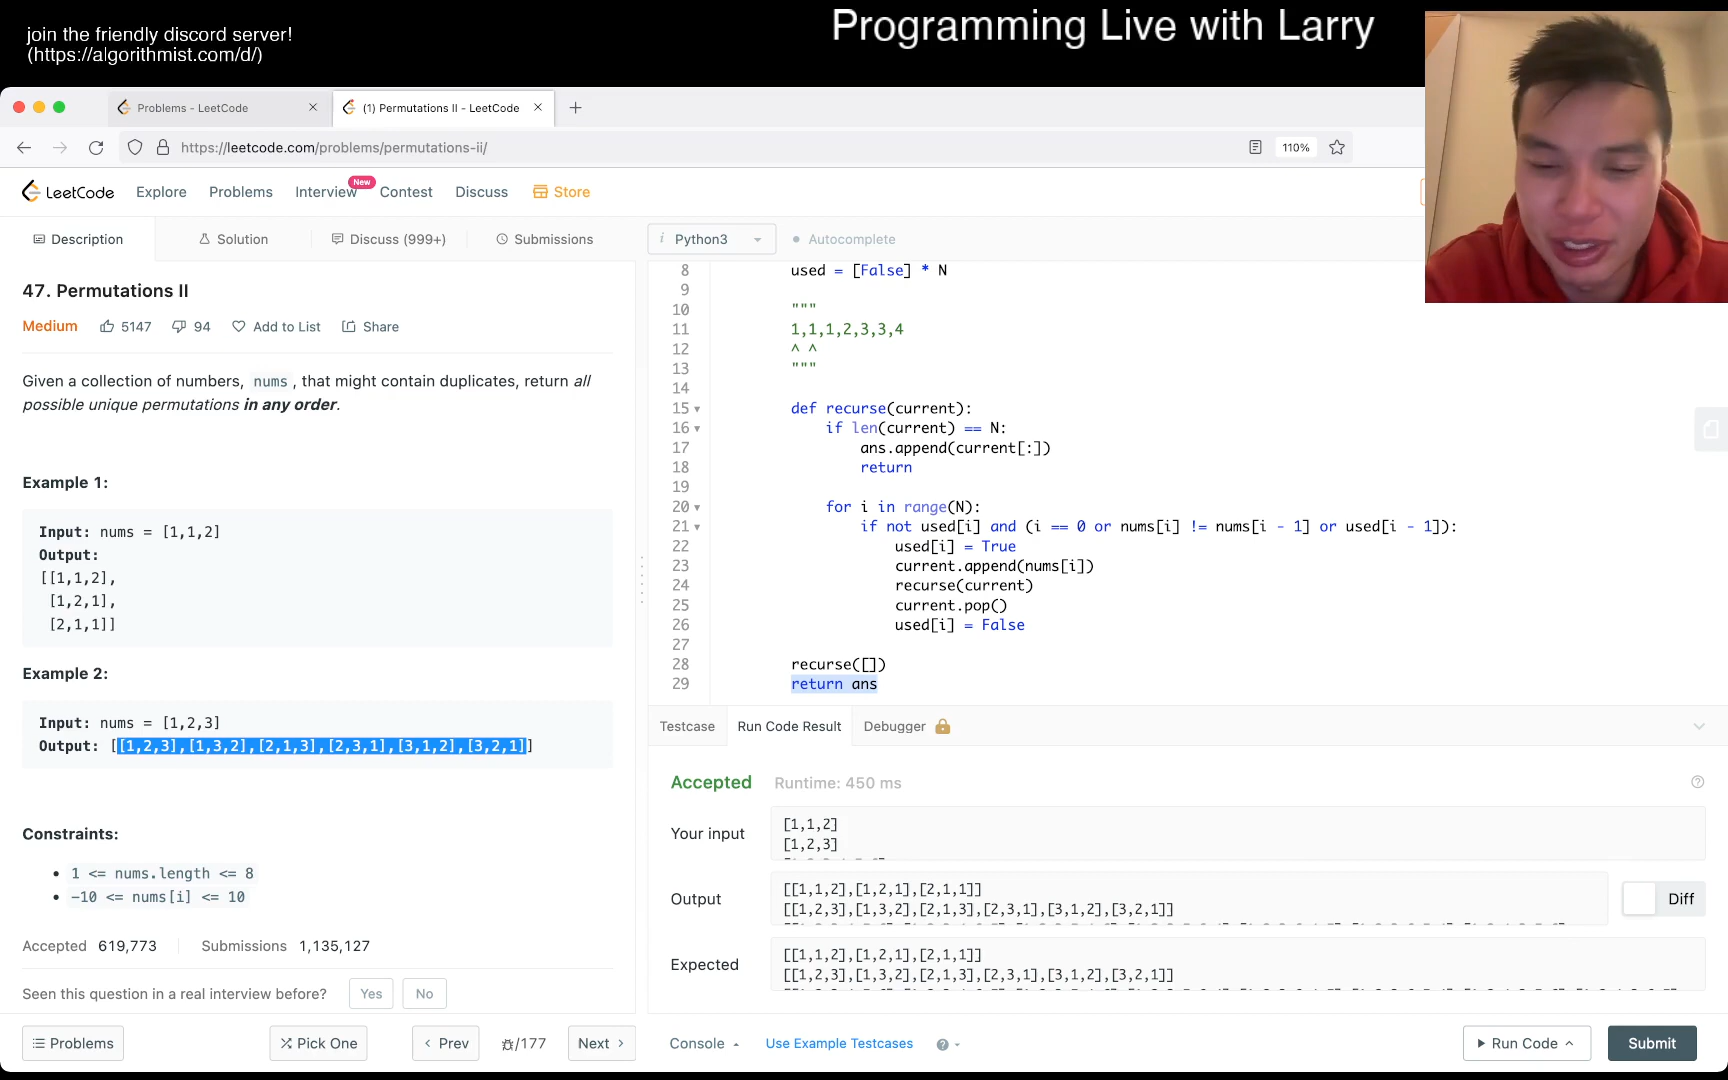 join the friendly discord server!
(https://algorithmist.com/d/)
Programming Live with Larry
Problems - LeetCode
(1) Permutations II - LeetCode
https://leetcode.com/problems/permutations-ii/
110%
LeetCode
Explore
Problems
Interview
New
Contest
Discuss
Store
Description
Solution
Discuss (999+)
Submissions
i Python3
Autocomplete
47. Permutations II
Medium
5147
94
Add to List
Share
Given a collection of numbers, nums , that might contain duplicates, return all
possible unique permutations in any order.
Example 1:
Input: nums = [1,1,2]
Output:
[[1,1,2],
[1,2,1],
[2,1,1]]
Example 2:
Input: nums = [1,2,3]
Output: [[1,2,3],[1,3,2],[2,1,3],[2,3,1],[3,1,2],[3,2,1]]
Constraints:
• 1 <= nums.length <= 8
• -10 <= nums[i] <= 10
Accepted 619,773
Submissions 1,135,127
Seen this question in a real interview before?
Yes
No
Problems
Pick One
Prev
/177
Next
8 used = [False] * N
9
10 """
11 1,1,1,2,3,3,4
12 ^ ^
13 """
14
15 def recurse(current):
16 if len(current) == N:
17 ans.append(current[:])
18 return
19
20 for i in range(N):
21 if not used[i] and (i == 0 or nums[i] != nums[i - 1] or used[i - 1]):
22 used[i] = True
23 current.append(nums[i])
24 recurse(current)
25 current.pop()
26 used[i] = False
27
28 recurse([])
29 return ans
Testcase
Run Code Result
Debugger
Accepted
Runtime: 450 ms
Your input
[1,1,2]
[1,2,3]
Output
[[1,1,2],[1,2,1],[2,1,1]]
[[1,2,3],[1,3,2],[2,1,3],[2,3,1],[3,1,2],[3,2,1]]
Diff
Expected
[[1,1,2],[1,2,1],[2,1,1]]
[[1,2,3],[1,3,2],[2,1,3],[2,3,1],[3,1,2],[3,2,1]]
Console
Use Example Testcases
Run Code
Submit